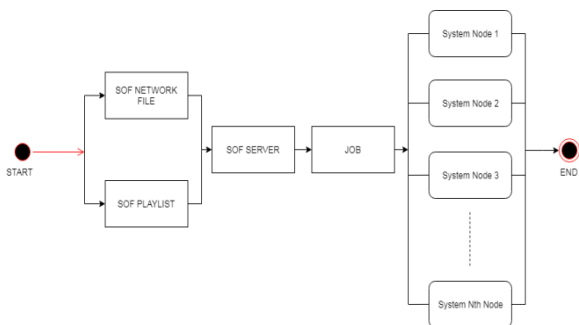 START
SOF NETWORK
FILE
SOF PLAYLIST
SOF SERVER
JOB
System Node 1
System Node 2
System Node 3
System Nth Node
END